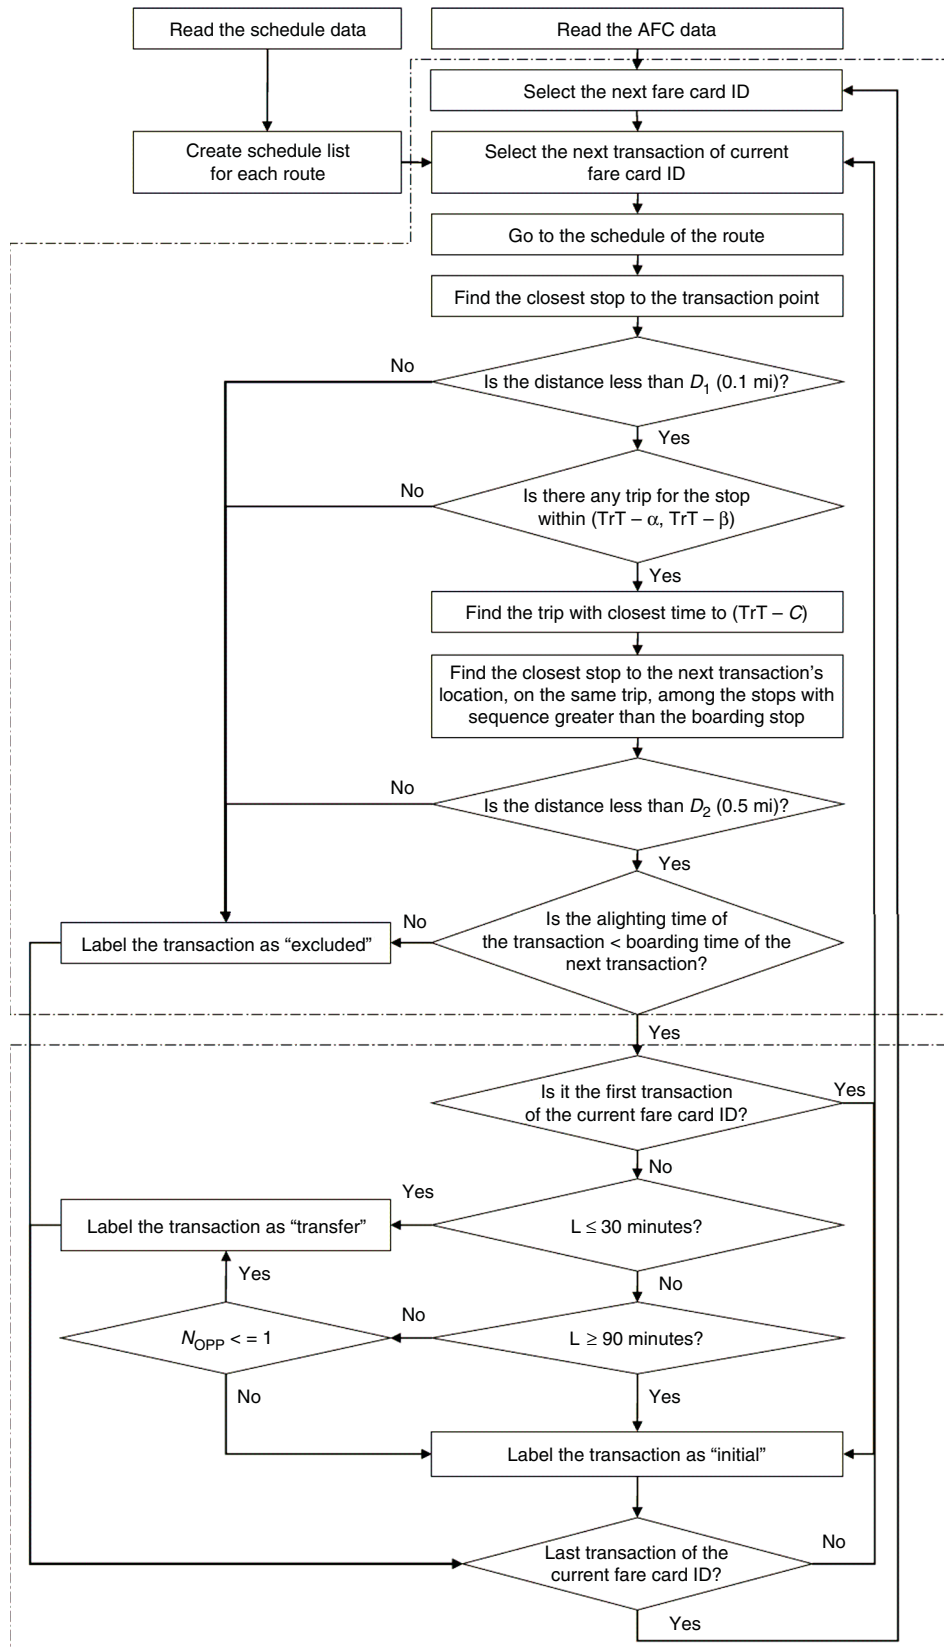 Read the schedule data
Read the AFC data
Select the next fare card ID
Create schedule list
for each route
Select the next transaction of current
fare card ID
Go to the schedule of the route
Find the closest stop to the transaction point
No
Is the distance less than D1 (0.1 mi)?
Yes
No
Is there any trip for the stop
within (TrT – α, TrT – β)
Yes
Find the trip with closest time to (TrT – C)
Find the closest stop to the next transaction's
location, on the same trip, among the stops with
sequence greater than the boarding stop
No
Is the distance less than D2 (0.5 mi)?
Yes
Label the transaction as “excluded”
No
Is the alighting time of
the transaction < boarding time of the
next transaction?
Yes
Is it the first transaction
of the current fare card ID?
Yes
No
Label the transaction as “transfer”
Yes
L ≤ 30 minutes?
Yes
No
NOPP < = 1
No
L ≥ 90 minutes?
No
Yes
Label the transaction as “initial”
Last transaction of the
current fare card ID?
No
Yes